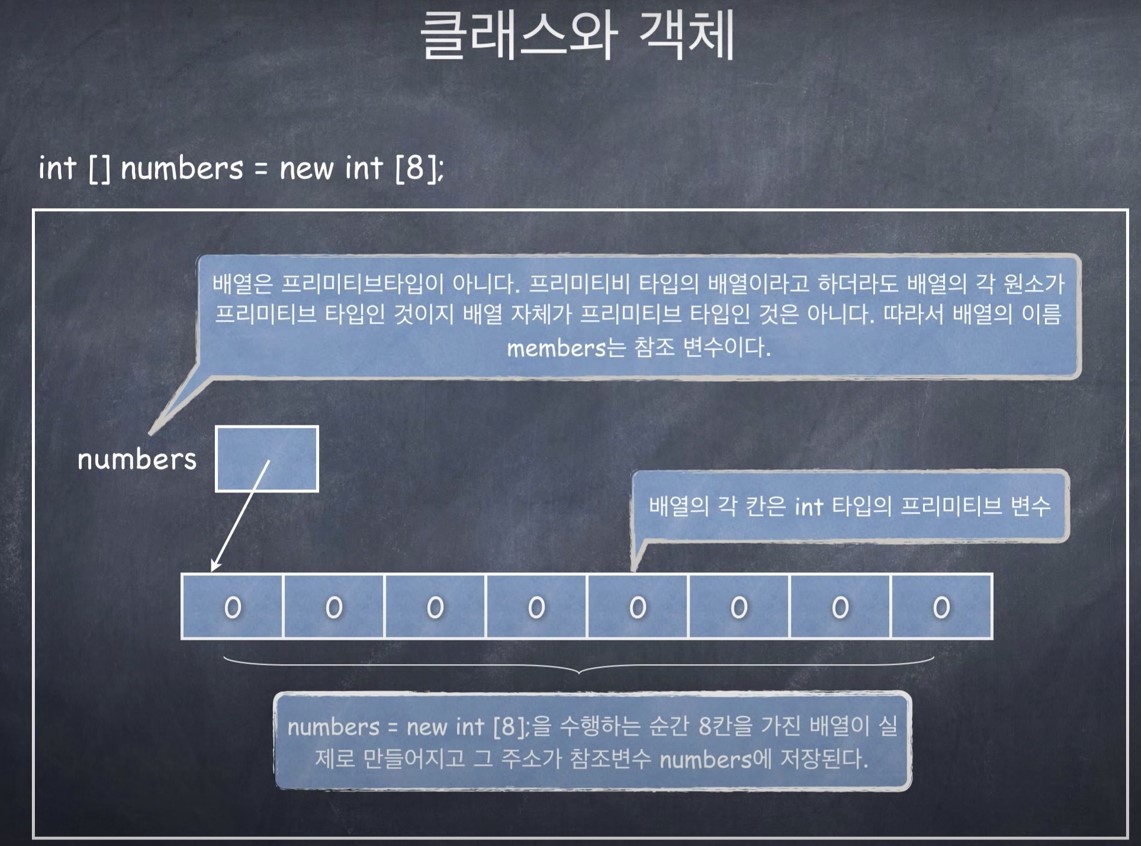 클래스와 객체
int [] numbers = new int [8];
배열은 프리미티브타입이 아니다. 프리미티비 타입의 배열이라고 하더라도 배열의 각 원소가
프리미티브 타입인 것이지 배열 자체가 프리미티브 타입인 것은 아니다. 따라서 배열의 이름
members는 참조 변수이다.
numbers
배열의 각 칸은 int 타입의 프리미티브 변수
0 0 0 0 0 0 0 0
numbers = new int [8];을 수행하는 순간 8칸을 가진 배열이 실
제로 만들어지고 그 주소가 참조변수 numbers에 저장된다.